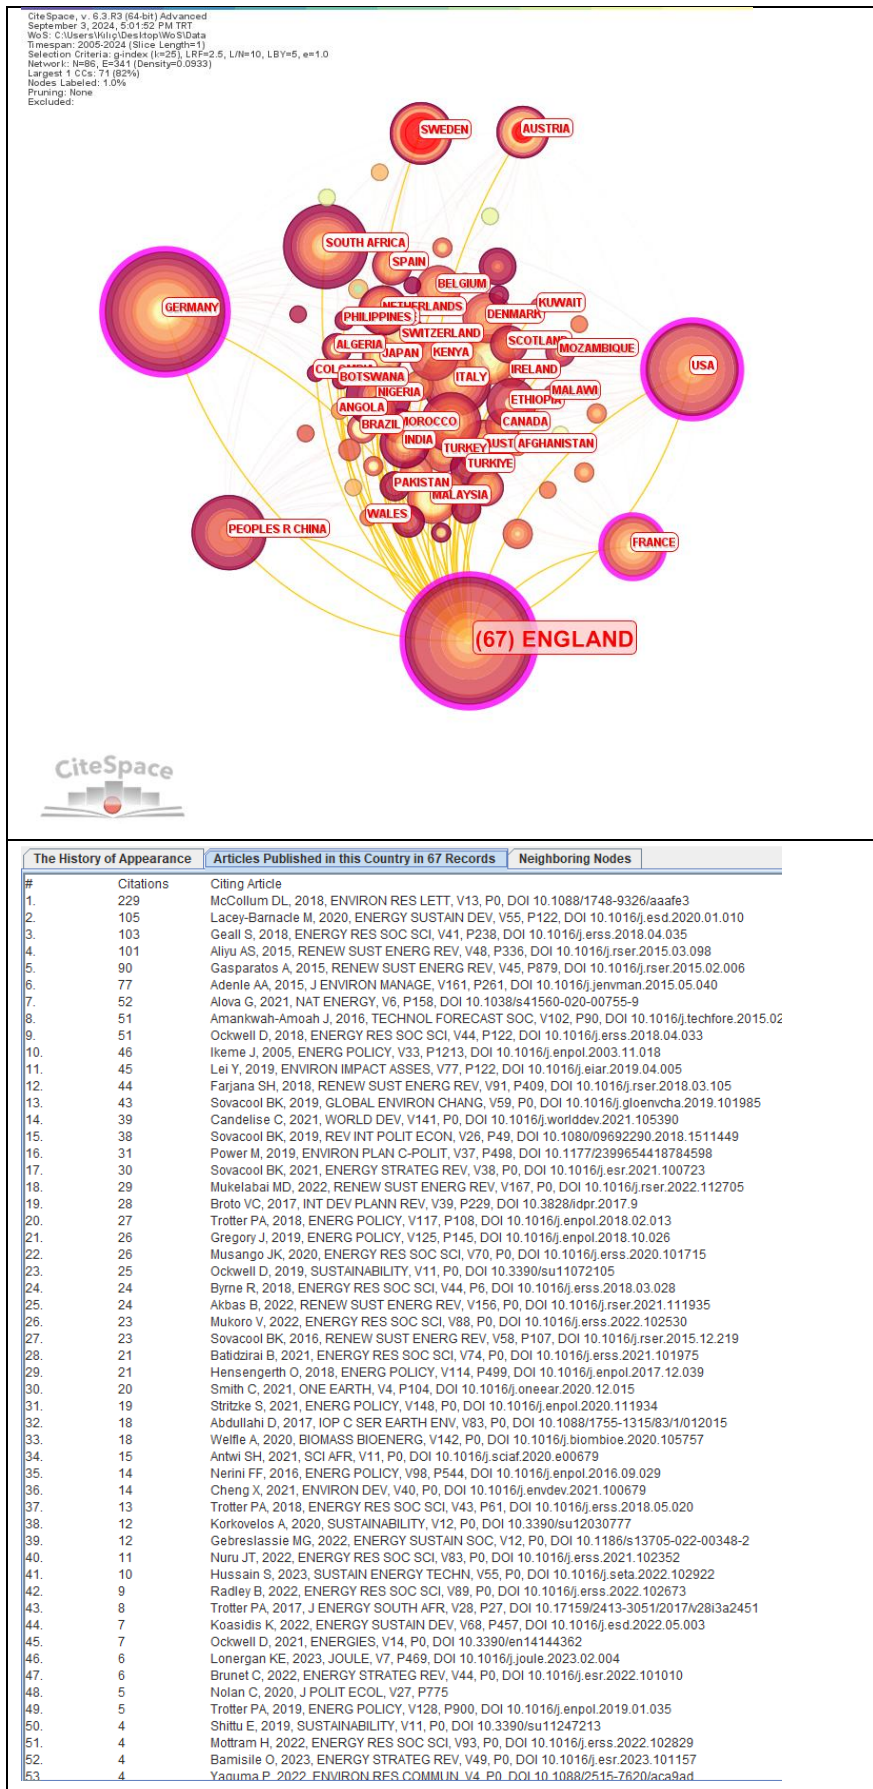 CiteSpace, v. 6.3.R3 (64-bit) Advanced
September 3, 2024, 5:01:52 PM TRT
WoS: C:\Users\Kılıç\Desktop\WoS\Data
Timespan: 2005-2024 (Slice Length=1)
Selection Criteria: g-index (k=25), LRF=2.5, L/N=10, LBY=5, e=1.0
Network: N=86, E=341 (Density=0.0933)
Largest 1 CCs: 71 (82%)
Nodes Labeled: 1.0%
Pruning: None
Excluded:
SWEDEN
AUSTRIA
SOUTH AFRICA
SPAIN
BELGIUM
GERMANY
NETHERLANDS
KUWAIT
PHILIPPINES
DENMARK
SWITZERLAND
ALGERIA
JAPAN
KENYA
SCOTLAND
MOZAMBIQUE
USA
BOTSWANA
ITALY
IRELAND
NIGERIA
ETHIOPIA
MALAWI
ANGOLA
BRAZIL
MOROCCO
CANADA
INDIA
TURKEY
AFGHANISTAN
TURKIYE
PAKISTAN
MALAYSIA
WALES
PEOPLES R CHINA
FRANCE
(67) ENGLAND
CiteSpace
The History of Appearance Articles Published in this Country in 67 Records Neighboring Nodes
# Citations Citing Article
1. 229 McCollum DL, 2018, ENVIRON RES LETT, V13, P0, DOI 10.1088/1748-9326/aaafe3
2. 105 Lacey-Barnacle M, 2020, ENERGY SUSTAIN DEV, V55, P122, DOI 10.1016/j.esd.2020.01.010
3. 103 Geall S, 2018, ENERGY RES SOC SCI, V41, P238, DOI 10.1016/j.erss.2018.04.035
4. 101 Aliyu AS, 2015, RENEW SUST ENERG REV, V48, P336, DOI 10.1016/j.rser.2015.03.098
5. 90 Gasparatos A, 2015, RENEW SUST ENERG REV, V45, P879, DOI 10.1016/j.rser.2015.02.006
6. 77 Adenle AA, 2015, J ENVIRON MANAGE, V161, P261, DOI 10.1016/j.jenvman.2015.05.040
7. 52 Alova G, 2021, NAT ENERGY, V6, P158, DOI 10.1038/s41560-020-00755-9
8. 51 Amankwah-Amoah J, 2016, TECHNOL FORECAST SOC, V102, P90, DOI 10.1016/j.techfore.2015.02
9. 51 Ockwell D, 2018, ENERGY RES SOC SCI, V44, P122, DOI 10.1016/j.erss.2018.04.033
10. 46 Ikeme J, 2005, ENERG POLICY, V33, P1213, DOI 10.1016/j.enpol.2003.11.018
11. 45 Lei Y, 2019, ENVIRON IMPACT ASSES, V77, P122, DOI 10.1016/j.eiar.2019.04.005
12. 44 Farjana SH, 2018, RENEW SUST ENERG REV, V91, P409, DOI 10.1016/j.rser.2018.03.105
13. 43 Sovacool BK, 2019, GLOBAL ENVIRON CHANG, V59, P0, DOI 10.1016/j.gloenvcha.2019.101985
14. 39 Candelise C, 2021, WORLD DEV, V141, P0, DOI 10.1016/j.worlddev.2021.105390
15. 38 Sovacool BK, 2019, REV INT POLIT ECON, V26, P49, DOI 10.1080/09692290.2018.1511449
16. 31 Power M, 2019, ENVIRON PLAN C-POLIT, V37, P498, DOI 10.1177/2399654418784598
17. 30 Sovacool BK, 2021, ENERGY STRATEG REV, V38, P0, DOI 10.1016/j.esr.2021.100723
18. 29 Mukelabai MD, 2022, RENEW SUST ENERG REV, V167, P0, DOI 10.1016/j.rser.2022.112705
19. 28 Broto VC, 2017, INT DEV PLANN REV, V39, P229, DOI 10.3828/idpr.2017.9
20. 27 Trotter PA, 2018, ENERG POLICY, V117, P108, DOI 10.1016/j.enpol.2018.02.013
21. 26 Gregory J, 2019, ENERG POLICY, V125, P145, DOI 10.1016/j.enpol.2018.10.026
22. 26 Musango JK, 2020, ENERGY RES SOC SCI, V70, P0, DOI 10.1016/j.erss.2020.101715
23. 25 Ockwell D, 2019, SUSTAINABILITY, V11, P0, DOI 10.3390/su11072105
24. 24 Byrne R, 2018, ENERGY RES SOC SCI, V44, P6, DOI 10.1016/j.erss.2018.03.028
25. 24 Akbas B, 2022, RENEW SUST ENERG REV, V156, P0, DOI 10.1016/j.rser.2021.111935
26. 23 Mukoro V, 2022, ENERGY RES SOC SCI, V88, P0, DOI 10.1016/j.erss.2022.102530
27. 23 Sovacool BK, 2016, RENEW SUST ENERG REV, V58, P107, DOI 10.1016/j.rser.2015.12.219
28. 21 Batidzirai B, 2021, ENERGY RES SOC SCI, V74, P0, DOI 10.1016/j.erss.2021.101975
29. 21 Hensengerth O, 2018, ENERG POLICY, V114, P499, DOI 10.1016/j.enpol.2017.12.039
30. 20 Smith C, 2021, ONE EARTH, V4, P104, DOI 10.1016/j.oneear.2020.12.015
31. 19 Stritzke S, 2021, ENERG POLICY, V148, P0, DOI 10.1016/j.enpol.2020.111934
32. 18 Abdullahi D, 2017, IOP C SER EARTH ENV, V83, P0, DOI 10.1088/1755-1315/83/1/012015
33. 18 Welfle A, 2020, BIOMASS BIOENERG, V142, P0, DOI 10.1016/j.biombioe.2020.105757
34. 15 Antwi SH, 2021, SCI AFR, V11, P0, DOI 10.1016/j.sciaf.2020.e00679
35. 14 Nerini FF, 2016, ENERG POLICY, V98, P544, DOI 10.1016/j.enpol.2016.09.029
36. 14 Cheng X, 2021, ENVIRON DEV, V40, P0, DOI 10.1016/j.envdev.2021.100679
37. 13 Trotter PA, 2018, ENERGY RES SOC SCI, V43, P61, DOI 10.1016/j.erss.2018.05.020
38. 12 Korkovelos A, 2020, SUSTAINABILITY, V12, P0, DOI 10.3390/su12030777
39. 12 Gebreslassie MG, 2022, ENERGY SUSTAIN SOC, V12, P0, DOI 10.1186/s13705-022-00348-2
40. 11 Nuru JT, 2022, ENERGY RES SOC SCI, V83, P0, DOI 10.1016/j.erss.2021.102352
41. 10 Hussain S, 2023, SUSTAIN ENERGY TECHN, V55, P0, DOI 10.1016/j.seta.2022.102922
42. 9 Radley B, 2022, ENERGY RES SOC SCI, V89, P0, DOI 10.1016/j.erss.2022.102673
43. 8 Trotter PA, 2017, J ENERGY SOUTH AFR, V28, P27, DOI 10.17159/2413-3051/2017/v28i3a2451
44. 7 Koasidis K, 2022, ENERGY SUSTAIN DEV, V68, P457, DOI 10.1016/j.esd.2022.05.003
45. 7 Ockwell D, 2021, ENERGIES, V14, P0, DOI 10.3390/en14144362
46. 6 Lonergan KE, 2023, JOULE, V7, P469, DOI 10.1016/j.joule.2023.02.004
47. 6 Brunet C, 2022, ENERGY STRATEG REV, V44, P0, DOI 10.1016/j.esr.2022.101010
48. 5 Nolan C, 2020, J POLIT ECOL, V27, P775
49. 5 Trotter PA, 2019, ENERG POLICY, V128, P900, DOI 10.1016/j.enpol.2019.01.035
50. 4 Shittu E, 2019, SUSTAINABILITY, V11, P0, DOI 10.3390/su11247213
51. 4 Mottram H, 2022, ENERGY RES SOC SCI, V93, P0, DOI 10.1016/j.erss.2022.102829
52. 4 Bamisile O, 2023, ENERGY STRATEG REV, V49, P0, DOI 10.1016/j.esr.2023.101157
53. 4 Yaguma P, 2022, ENVIRON RES COMMUN, V4, P0, DOI 10.1088/2515-7620/aca9ad